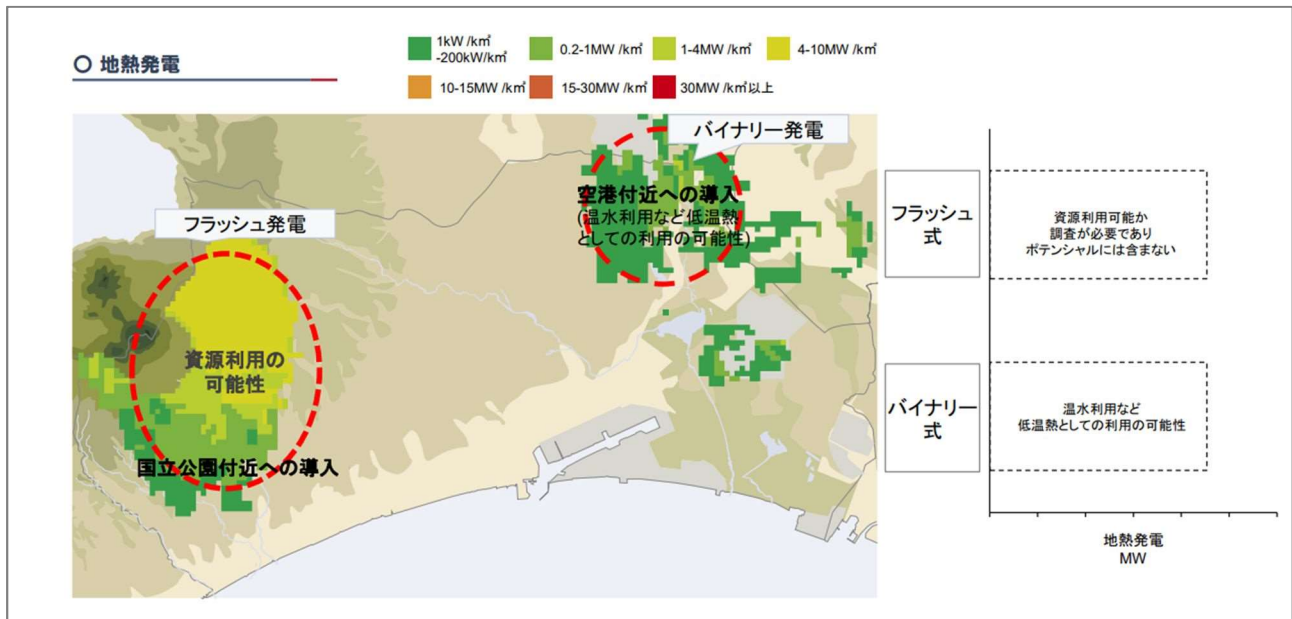 ○ 地熱発電
1kW /k㎡
-200kW/k㎡
0.2-1MW /k㎡
1-4MW /k㎡
4-10MW /k㎡
10-15MW /k㎡
15-30MW /k㎡
30MW /k㎡以上
バイナリー発電
空港付近への導入
(温水利用など低温熱
としての利用の可能性)
フラッシュ発電
資源利用の
可能性
国立公園付近への導入
フラッシュ
式
資源利用可能か
調査が必要であり
ポテンシャルには含まない
バイナリー
式
温水利用など
低温熱としての利用の可能性
地熱発電
MW